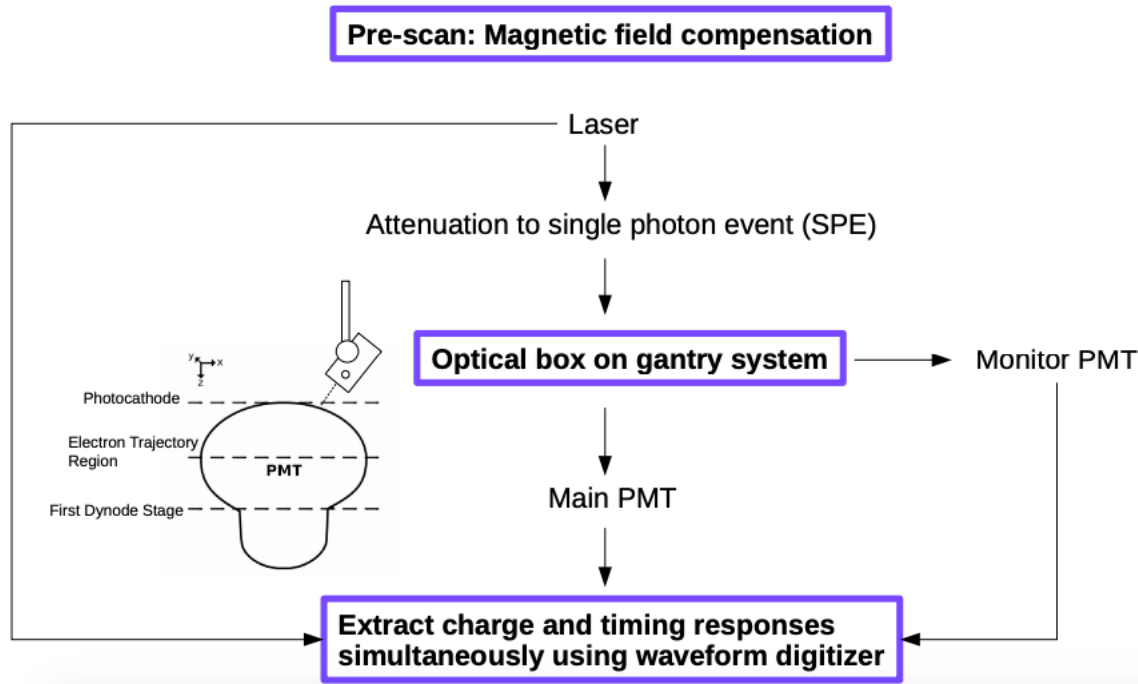 Pre-scan: Magnetic field compensation
Laser
Attenuation to single photon event (SPE)
Optical box on gantry system
Monitor PMT
y
x
z
Photocathode
Electron Trajectory
Region
PMT
First Dynode Stage
Main PMT
Extract charge and timing responses
simultaneously using waveform digitizer